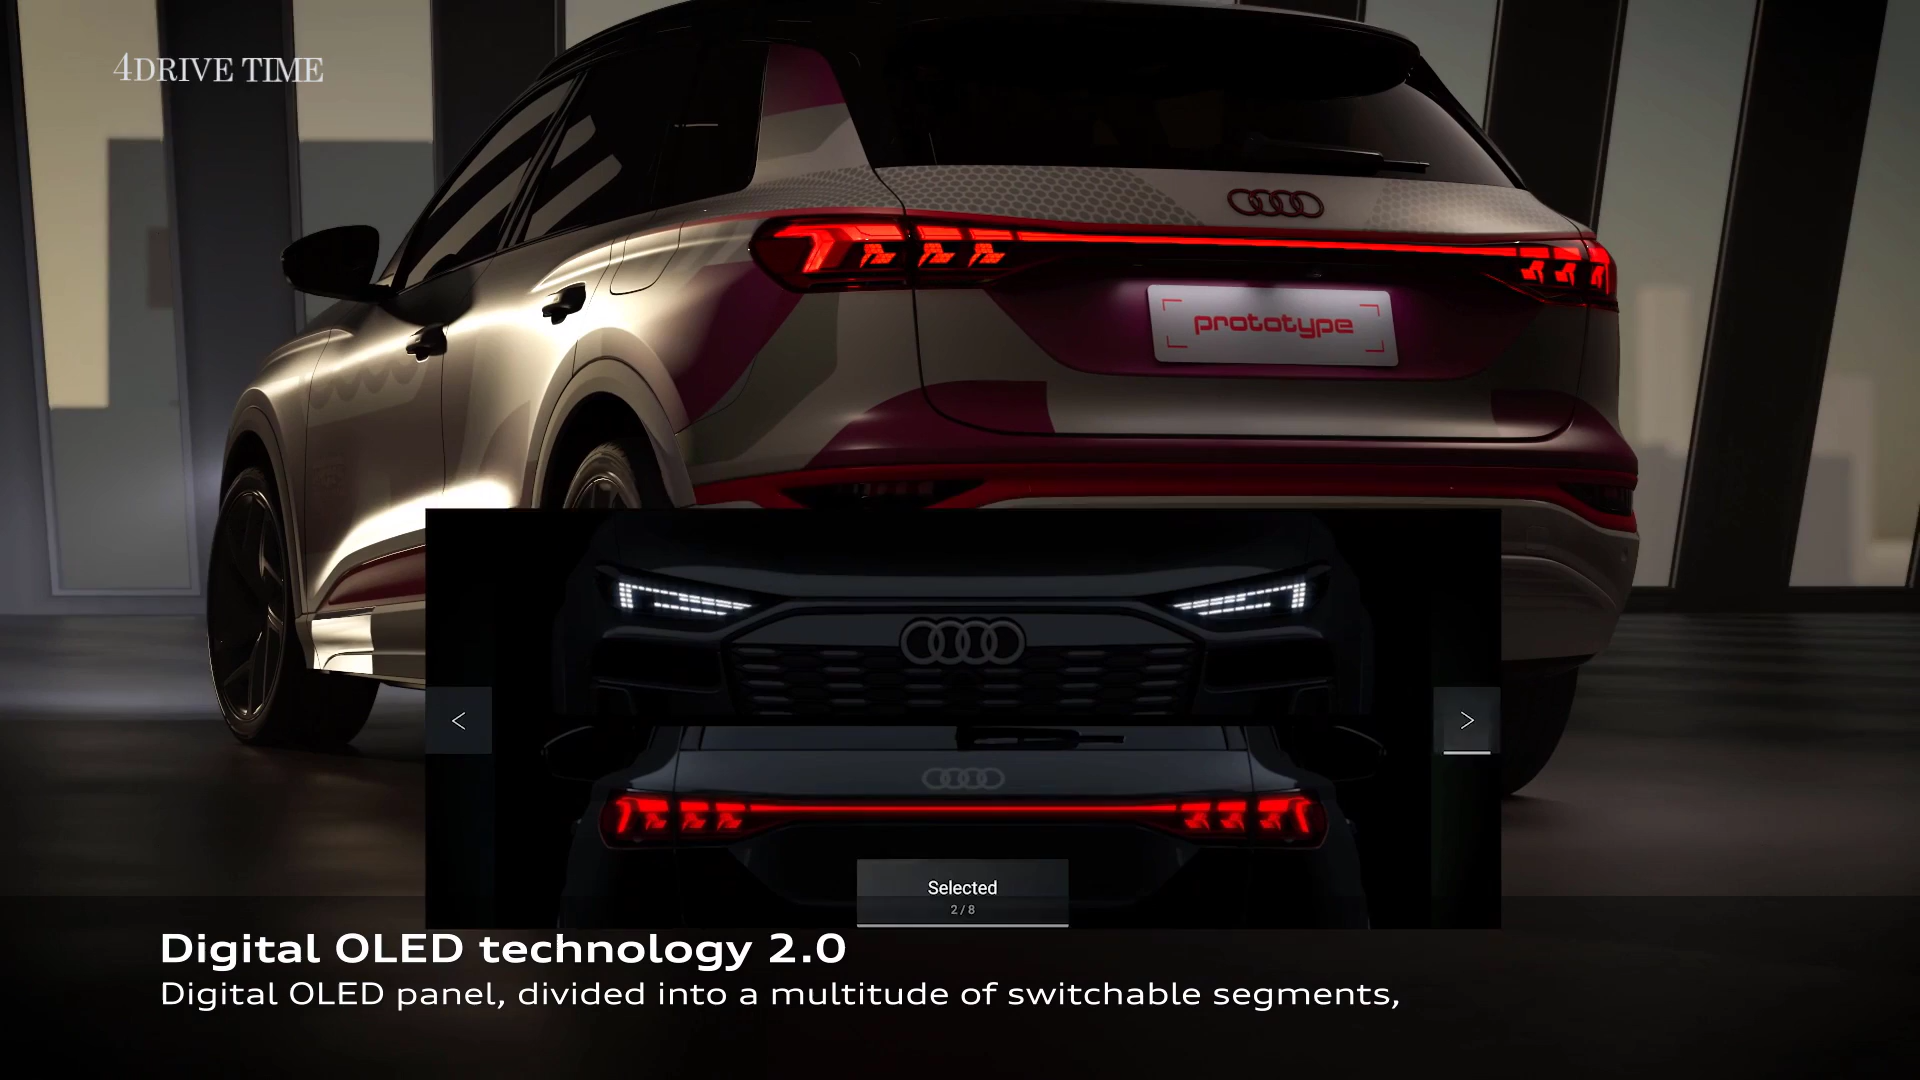 4DRIVE TIME
prototype
<
>
Selected
2/8
Digital OLED technology 2.0
Digital OLED panel, divided into a multitude of switchable segments,